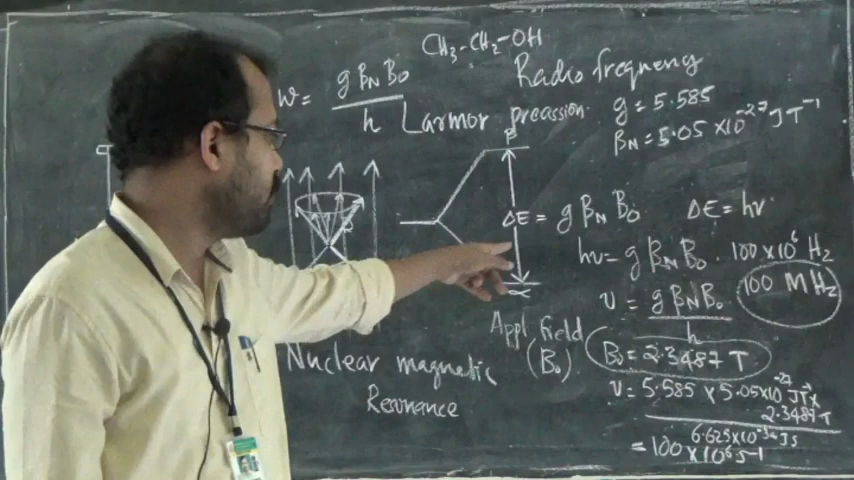 CH3-CH2-OH
W = g βN B0 / h
Radio frequency
Larmor preassion.
g = 5.585
βN = 5.05 x10^-27 JT^-1
β
ΔE = g βN B0
ΔE = hν
hν = g βN B0.
100 x10^6 Hz
100 MHz
ν = g βN B0. / h
α
Appl. field
(B0)
B0 = 2.3487 T
Nuclear magnetic
Resonance
ν = 5.585 x 5.05x10^-27 JT^-1 x
2.3487 T
6.625x10^-34 JS
= 100 x10^6 s^-1